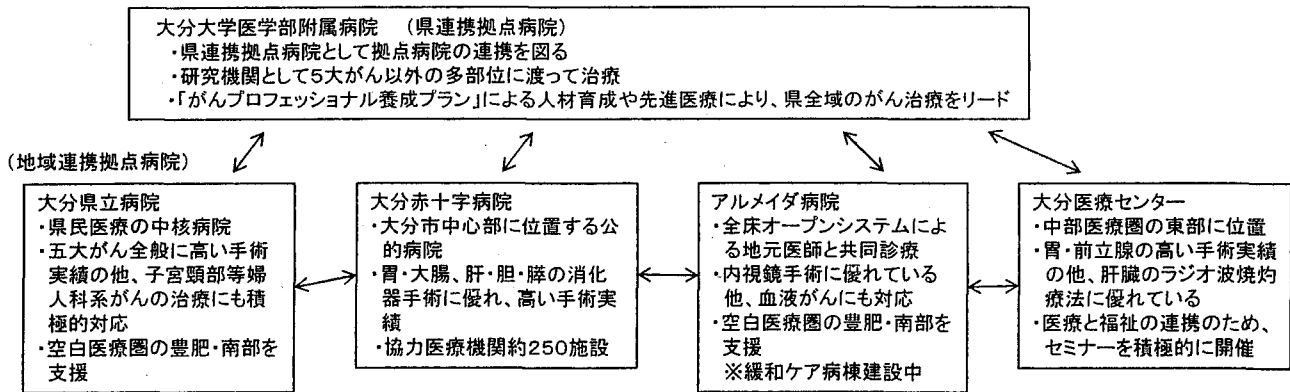 大分大学医学部附属病院　（県連携拠点病院）
・県連携拠点病院として拠点病院の連携を図る
・研究機関として5大がん以外の多部位に渡って治療
・「がんプロフェッショナル養成プラン」による人材育成や先進医療により、県全域のがん治療をリード
（地域連携拠点病院）
大分県立病院
・県民医療の中核病院
・五大がん全般に高い手術
実績の他、子宮頸部等婦
人科系がんの治療にも積
極的対応
・空白医療圏の豊肥・南部を
支援
大分赤十字病院
・大分市中心部に位置する公
的病院
・胃・大腸、肝・胆・膵の消化
器手術に優れ、高い手術実
績
・協力医療機関約250施設
アルメイダ病院
・全床オープンシステムによ
る地元医師と共同診療
・内視鏡手術に優れている
他、血液がんにも対応
・空白医療圏の豊肥・南部を
支援
※緩和ケア病棟建設中
大分医療センター
・中部医療圏の東部に位置
・胃・前立腺の高い手術実績
の他、肝臓のラジオ波焼灼
療法に優れている
・医療と福祉の連携のため、
セミナーを積極的に開催